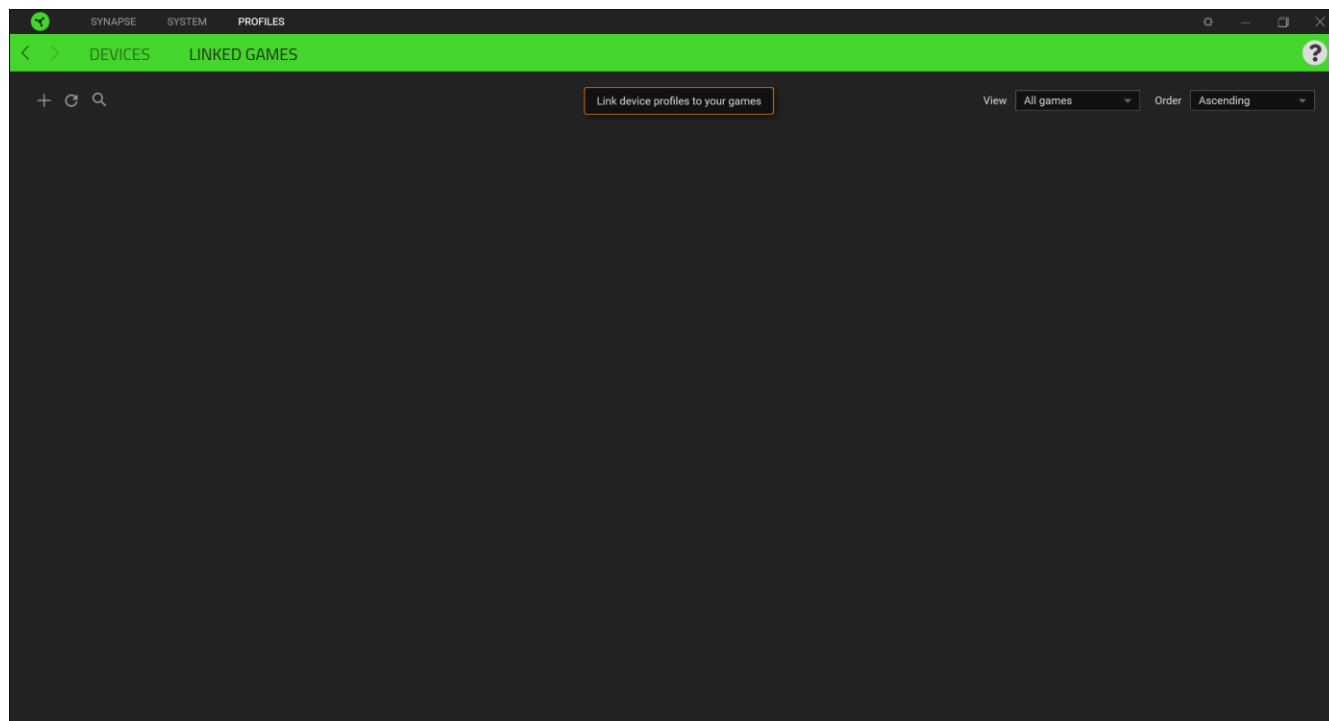 SYNAPSE SYSTEM PROFILES
DEVICES LINKED GAMES ?
Link device profiles to your games View All games Order Ascending